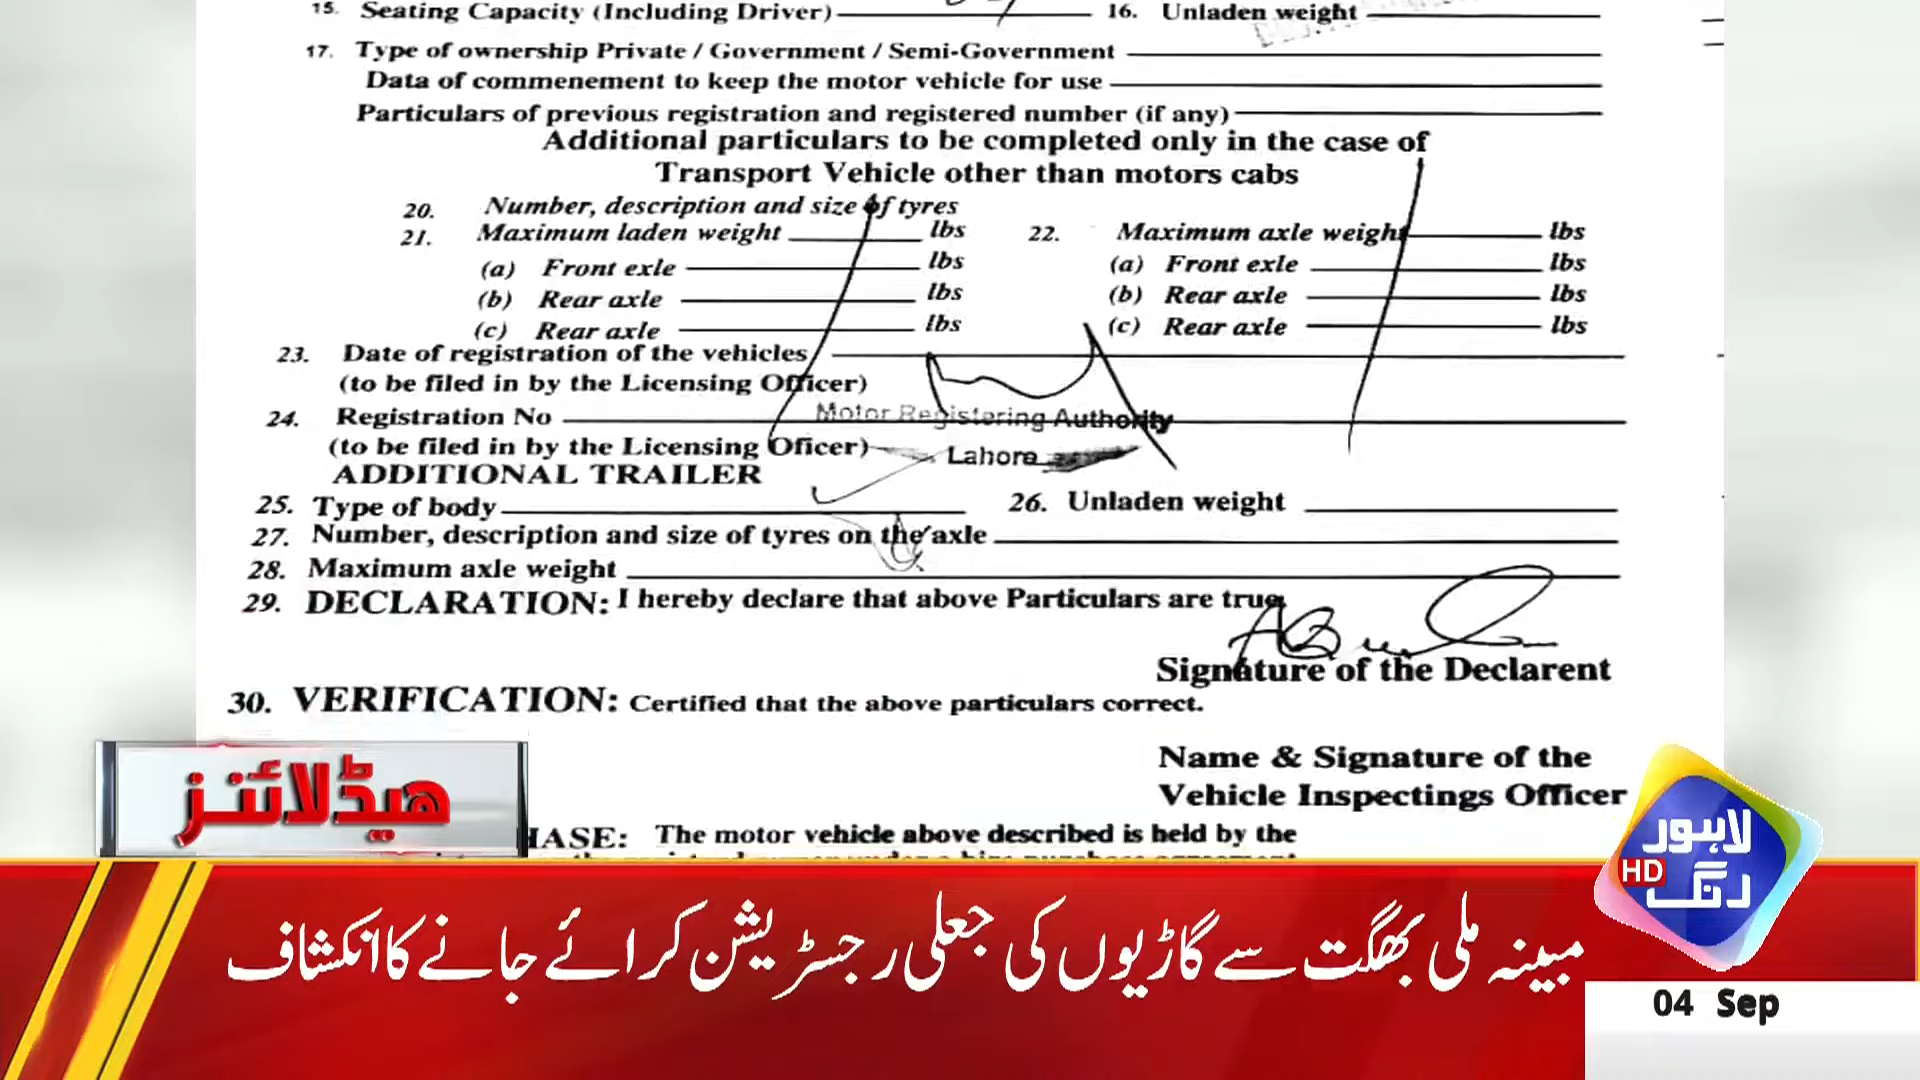 15. Seating Capacity (Including Driver) 16. Unladen weight
17. Type of ownership Private / Government / Semi-Government
Data of commenement to keep the motor vehicle for use
Particulars of previous registration and registered number (if any)
Additional particulars to be completed only in the case of
Transport Vehicle other than motors cabs
20. Number, description and size of tyres
21. Maximum laden weight lbs 22. Maximum axle weight lbs
(a) Front exle lbs (a) Front exle lbs
(b) Rear axle lbs (b) Rear axle lbs
(c) Rear axle lbs (c) Rear axle lbs
23. Date of registration of the vehicles
(to be filed in by the Licensing Officer)
24. Registration No Motor Registering Authority
(to be filed in by the Licensing Officer) Lahore
ADDITIONAL TRAILER
25. Type of body 26. Unladen weight
27. Number, description and size of tyres on the axle
28. Maximum axle weight
29. DECLARATION: I hereby declare that above Particulars are true
Signature of the Declarent
30. VERIFICATION: Certified that the above particulars correct.
Name & Signature of the
Vehicle Inspectings Officer
HASE: The motor vehicle above described is held by the
ہیڈلائنز
لاہور
رنگ
HD
مبینہ ملی بھگت سے گاڑیوں کی جعلی رجسٹریشن کرائے جانے کا انکشاف
04 Sep